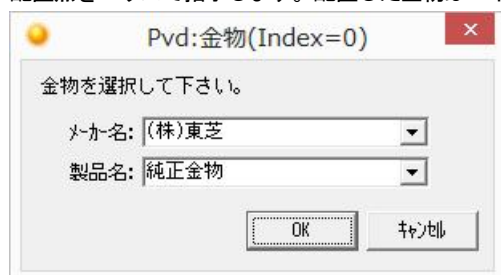 Pvd:金物(Index=0)
金物を選択して下さい。
ﾒｰｶｰ名: (株)東芝
製品名: 純正金物
OK ｷｬﾝｾﾙ